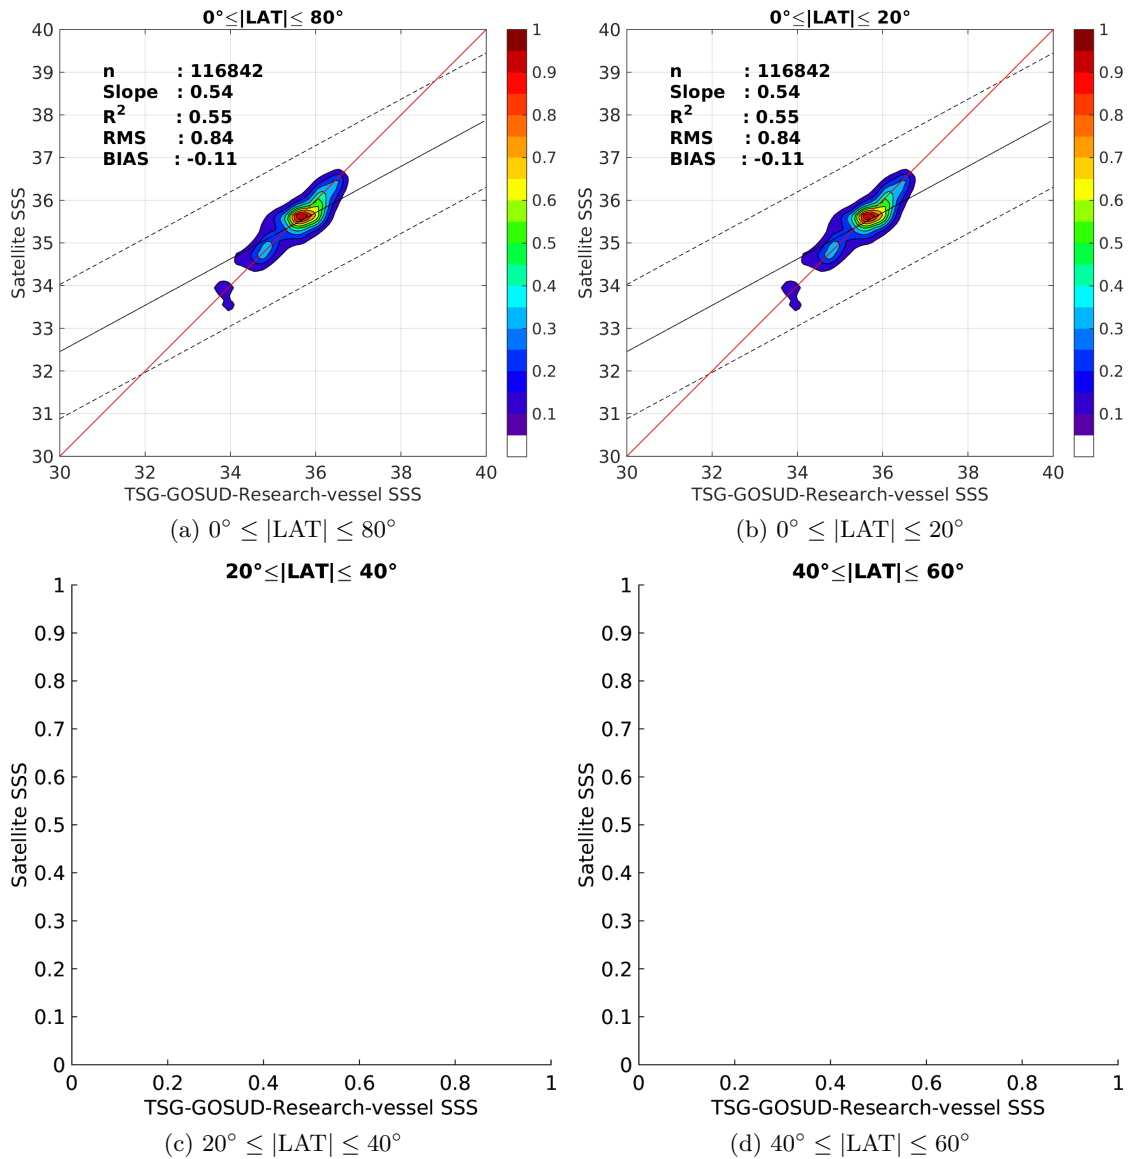 0°≤|LAT|≤ 80°
40
39
38
37
36
35
34
33
32
31
30
n : 116842
Slope : 0.54
R² : 0.55
RMS : 0.84
BIAS : -0.11
Satellite SSS
30 32 34 36 38 40
TSG-GOSUD-Research-vessel SSS
1
0.9
0.8
0.7
0.6
0.5
0.4
0.3
0.2
0.1
(a) 0° ≤ |LAT| ≤ 80°
0°≤|LAT|≤ 20°
40
39
38
37
36
35
34
33
32
31
30
n : 116842
Slope : 0.54
R² : 0.55
RMS : 0.84
BIAS : -0.11
Satellite SSS
30 32 34 36 38 40
TSG-GOSUD-Research-vessel SSS
1
0.9
0.8
0.7
0.6
0.5
0.4
0.3
0.2
0.1
(b) 0° ≤ |LAT| ≤ 20°
20°≤|LAT|≤ 40°
1
0.9
0.8
0.7
0.6
0.5
0.4
0.3
0.2
0.1
0
Satellite SSS
0 0.2 0.4 0.6 0.8 1
TSG-GOSUD-Research-vessel SSS
(c) 20° ≤ |LAT| ≤ 40°
40°≤|LAT|≤ 60°
1
0.9
0.8
0.7
0.6
0.5
0.4
0.3
0.2
0.1
0
Satellite SSS
0 0.2 0.4 0.6 0.8 1
TSG-GOSUD-Research-vessel SSS
(d) 40° ≤ |LAT| ≤ 60°